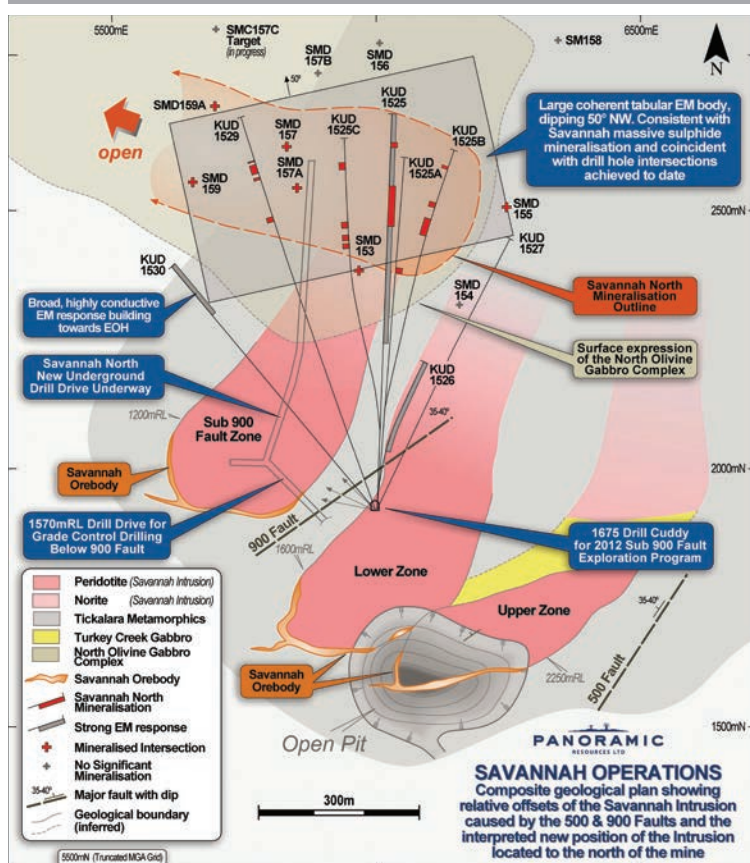 5500mE
6500mE
SMC157C
Target
(in progress)
SMD
157B
SMD
156
SM158
N
SMD159A
50°
KUD
1529
SMD
157
KUD
1525C
KUD
1525
KUD
1525B
open
SMD
157A
KUD
1525A
SMD
159
SMD
155
2500mN
KUD
1527
KUD
1530
SMD
153
SMD
154
Large coherent tabular EM body,
dipping 50° NW. Consistent with
Savannah massive sulphide
mineralisation and coincident
with drill hole intersections
achieved to date
Broad, highly conductive
EM response building
towards EOH
Savannah North
Mineralisation
Outline
Savannah North
New Underground
Drill Drive Underway
Surface expression
of the North Olivine
Gabbro Complex
KUD
1526
1200mRL
Sub 900
Fault Zone
35-40°
Savannah
Orebody
2000mN
1570mRL Drill Drive for
Grade Control Drilling
Below 900 Fault
900 Fault
1600mRL
1675 Drill Cuddy
for 2012 Sub 900 Fault
Exploration Program
Lower Zone
Upper Zone
35-40°
Savannah
Orebody
2250mRL
500 Fault
Open Pit
1500mN
Peridotite (Savannah Intrusion)
Norite (Savannah Intrusion)
Tickalara Metamorphics
Turkey Creek Gabbro
North Olivine Gabbro
Complex
Savannah Orebody
Savannah North
Mineralisation
Strong EM response
Mineralised Intersection
No Significant
Mineralisation
35-40°
Major fault with dip
Geological boundary
(inferred)
5500mN (Truncated MGA Grid)
300m
PANORAMIC
RESOURCES LTD
SAVANNAH OPERATIONS
Composite geological plan showing
relative offsets of the Savannah Intrusion
caused by the 500 & 900 Faults and the
interpreted new position of the Intrusion
located to the north of the mine